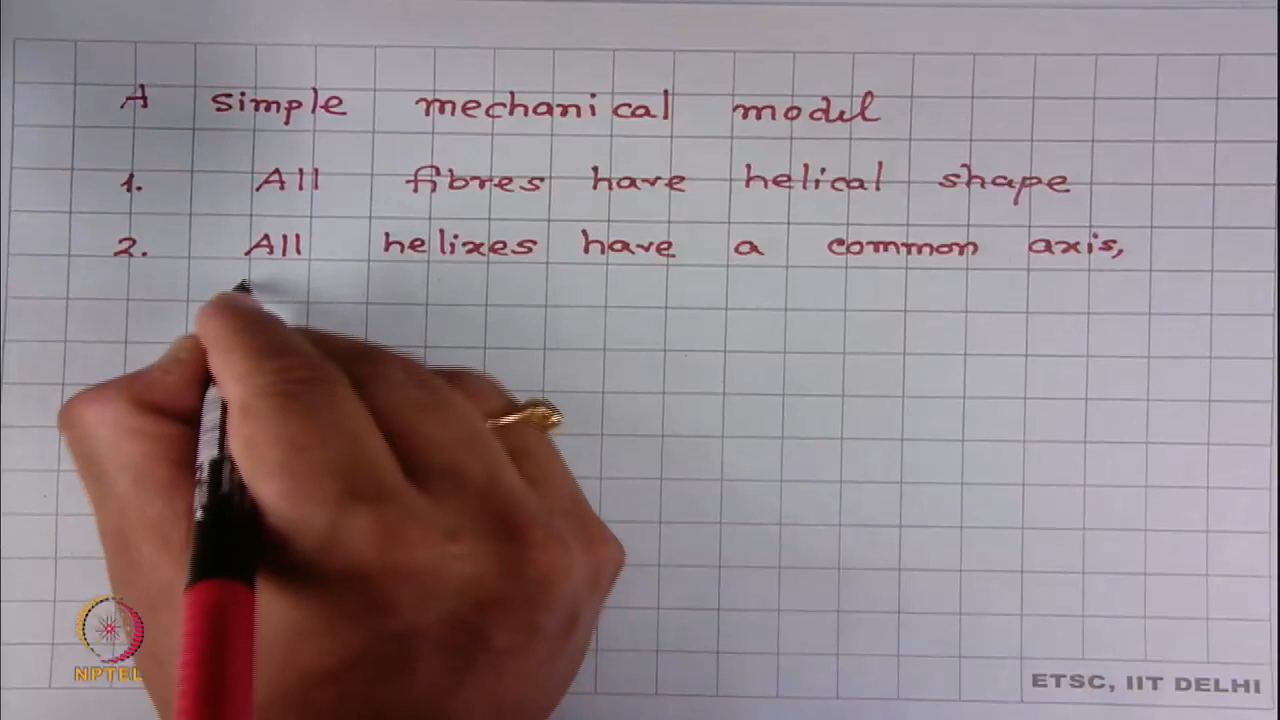 A simple mechanical model
1. All fibres have helical shape
2. All helixes have a common axis,
NPTEL
ETSC, IIT DELHI